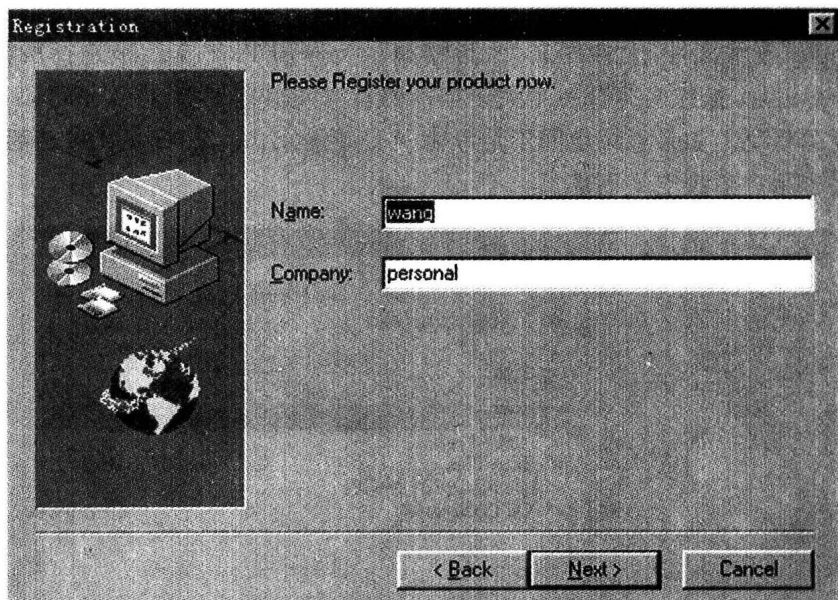 Registration
Please Register your product now.
Name: wang
Company: personal
< Back Next > Cancel